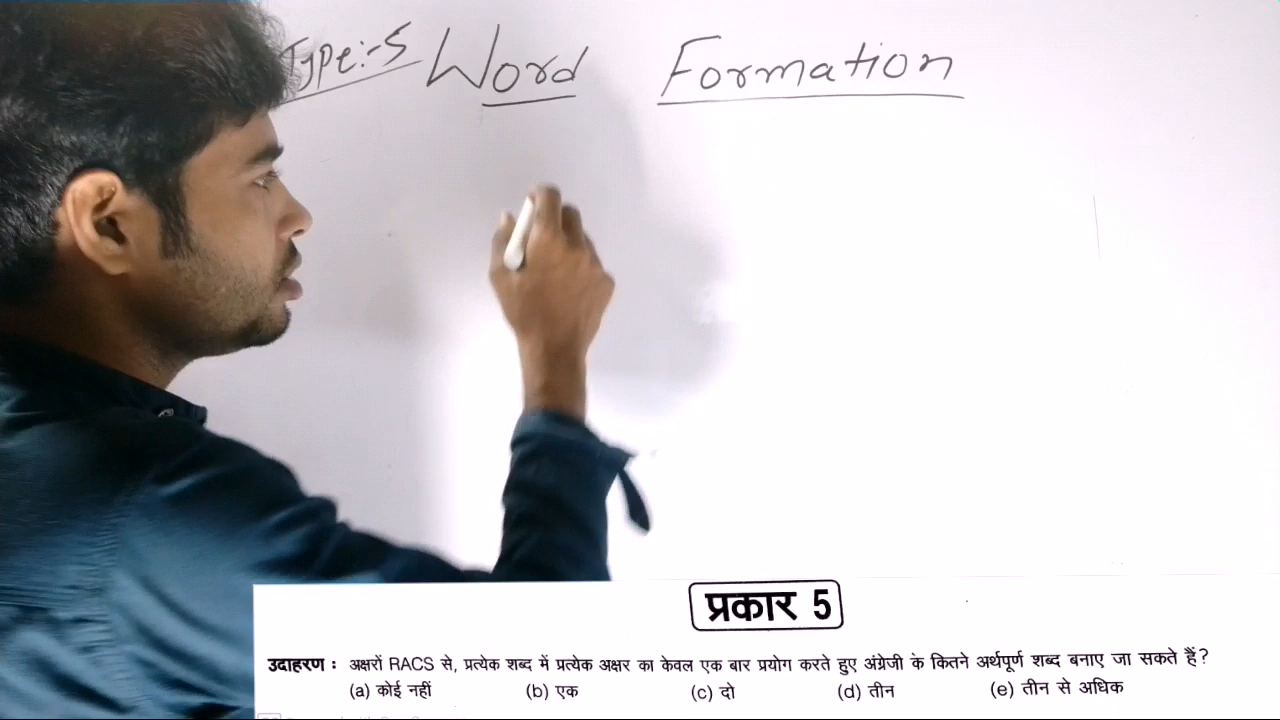 Type:-5 Word Formation
प्रकार 5
उदाहरण : अक्षरों RACS से, प्रत्येक शब्द में प्रत्येक अक्षर का केवल एक बार प्रयोग करते हुए अंग्रेजी के कितने अर्थपूर्ण शब्द बनाए जा सकते हैं?
(a) कोई नहीं (b) एक (c) दो (d) तीन (e) तीन से अधिक